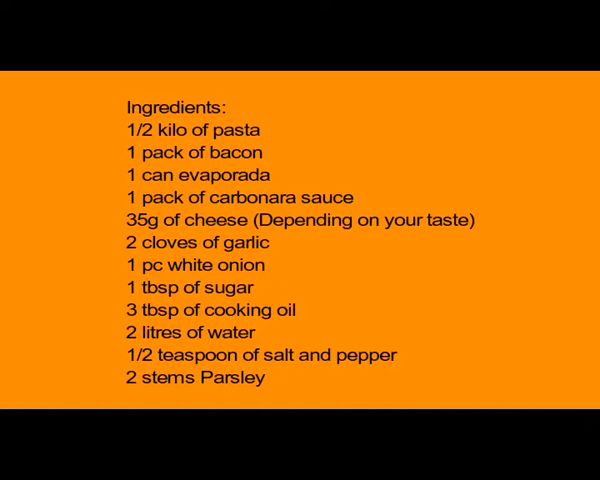 Ingredients:
1/2 kilo of pasta
1 pack of bacon
1 can evaporada
1 pack of carbonara sauce
35g of cheese (Depending on your taste)
2 cloves of garlic
1 pc white onion
1 tbsp of sugar
3 tbsp of cooking oil
2 litres of water
1/2 teaspoon of salt and pepper
2 stems Parsley